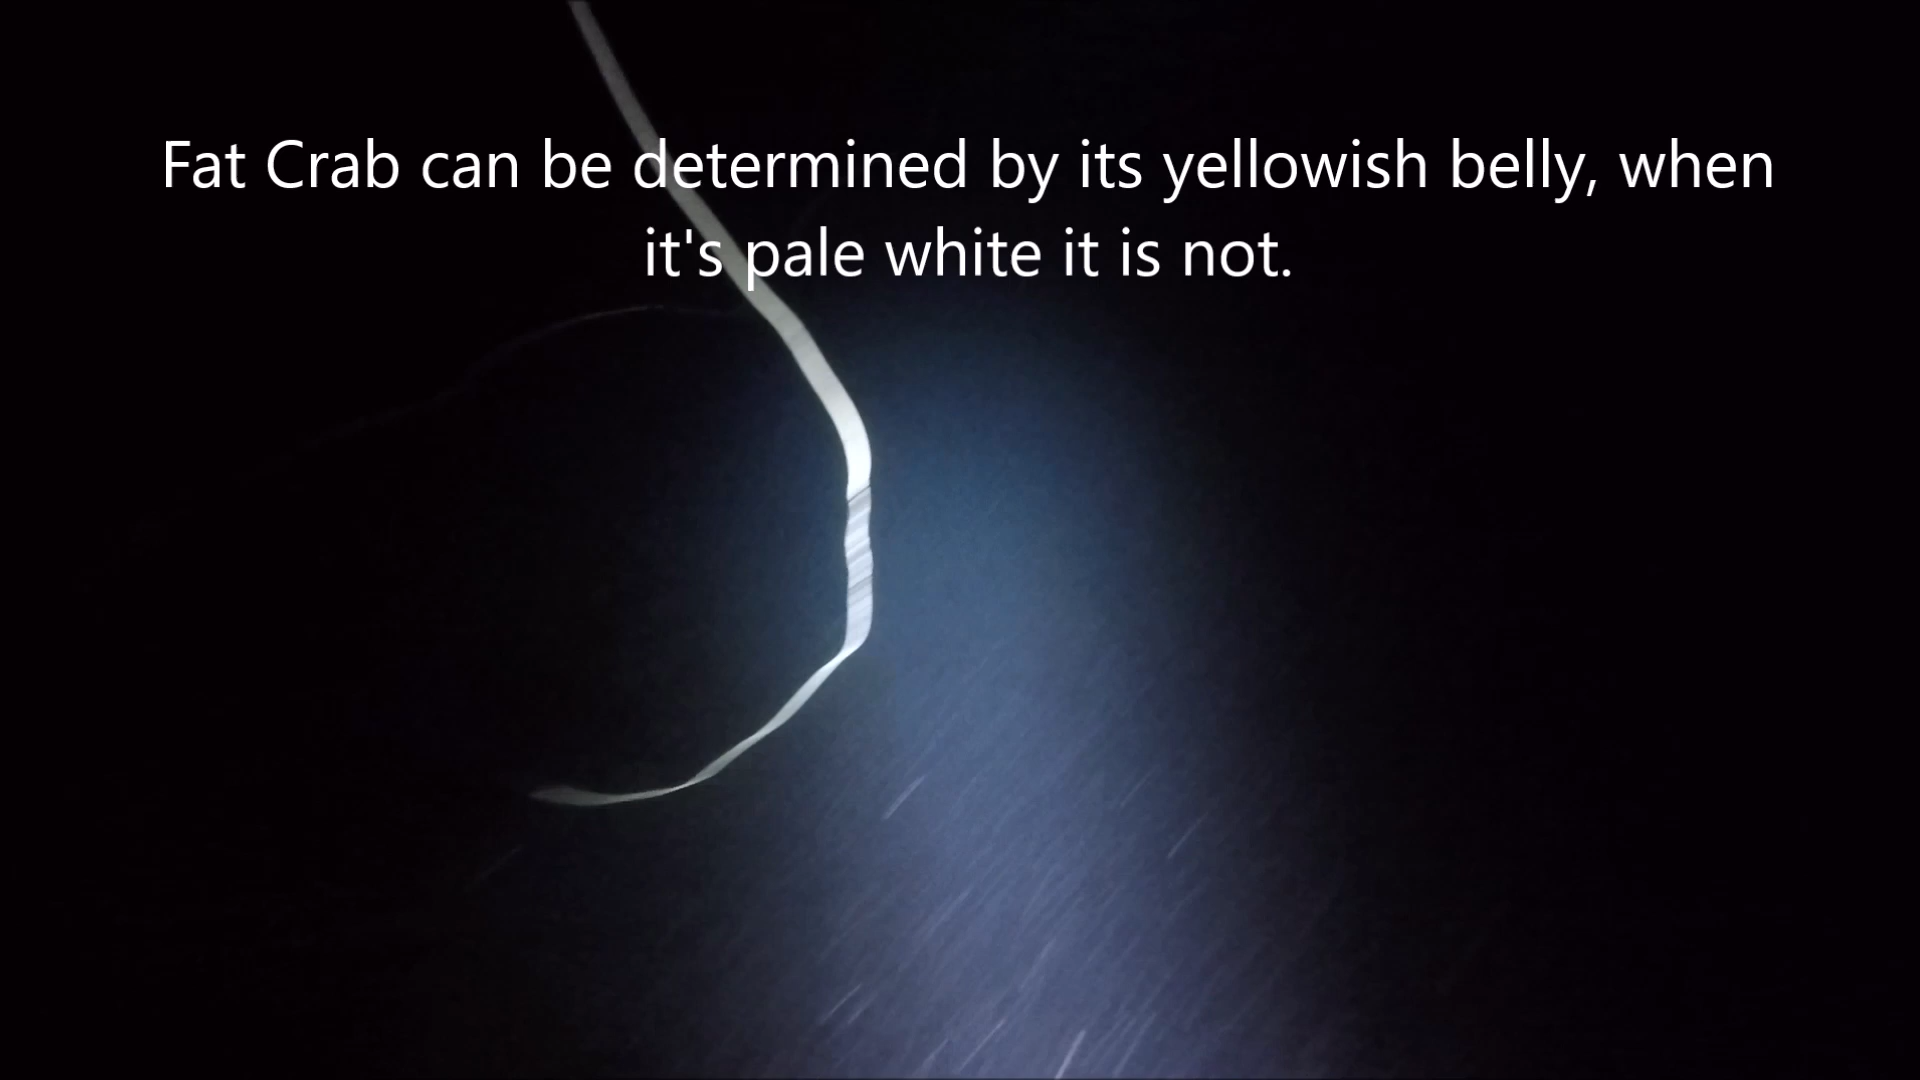 Fat Crab can be determined by its yellowish belly, when
it's pale white it is not.